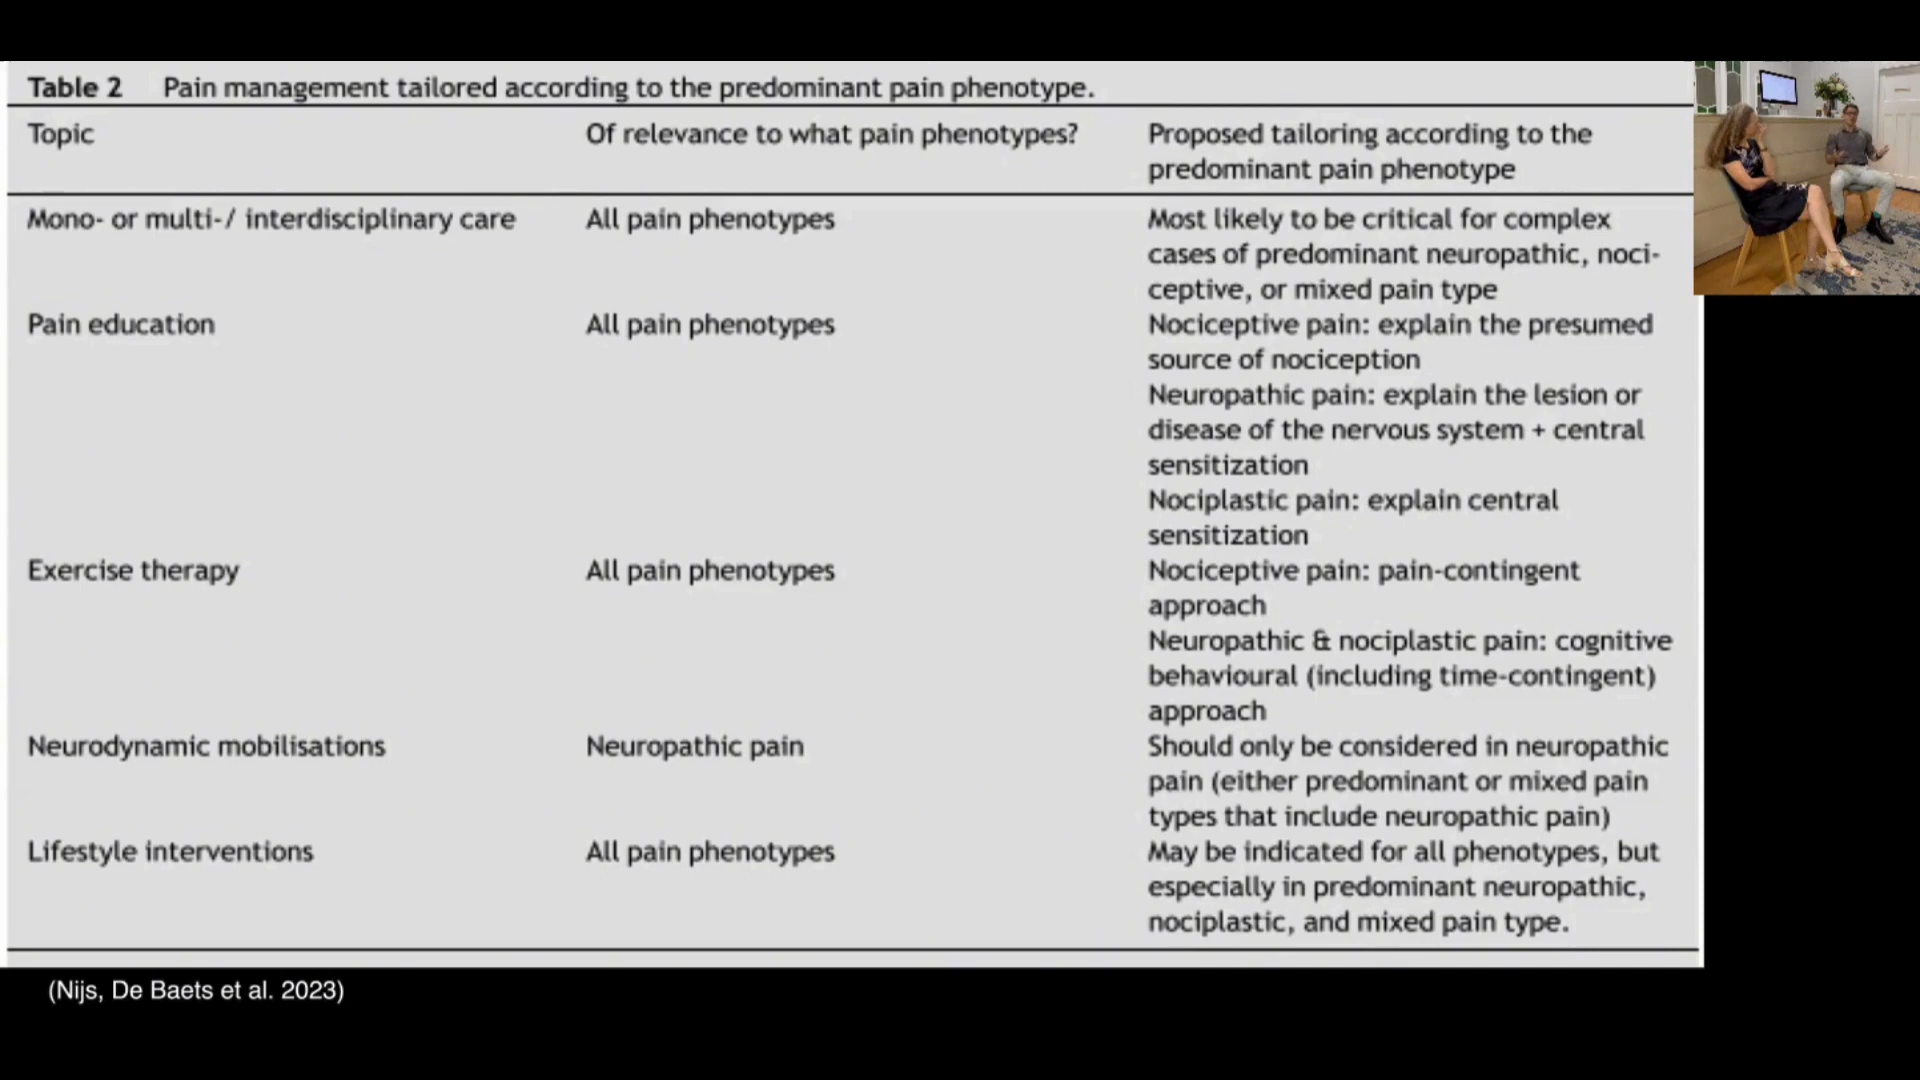 Table 2 Pain management tailored according to the predominant pain phenotype.
Topic
Of relevance to what pain phenotypes?
Proposed tailoring according to the
predominant pain phenotype
Mono- or multi-/ interdisciplinary care
All pain phenotypes
Most likely to be critical for complex
cases of predominant neuropathic, noci-
ceptive, or mixed pain type
Pain education
All pain phenotypes
Nociceptive pain: explain the presumed
source of nociception
Neuropathic pain: explain the lesion or
disease of the nervous system + central
sensitization
Nociplastic pain: explain central
sensitization
Exercise therapy
All pain phenotypes
Nociceptive pain: pain-contingent
approach
Neuropathic & nociplastic pain: cognitive
behavioural (including time-contingent)
approach
Neurodynamic mobilisations
Neuropathic pain
Should only be considered in neuropathic
pain (either predominant or mixed pain
types that include neuropathic pain)
Lifestyle interventions
All pain phenotypes
May be indicated for all phenotypes, but
especially in predominant neuropathic,
nociplastic, and mixed pain type.
(Nijs, De Baets et al. 2023)